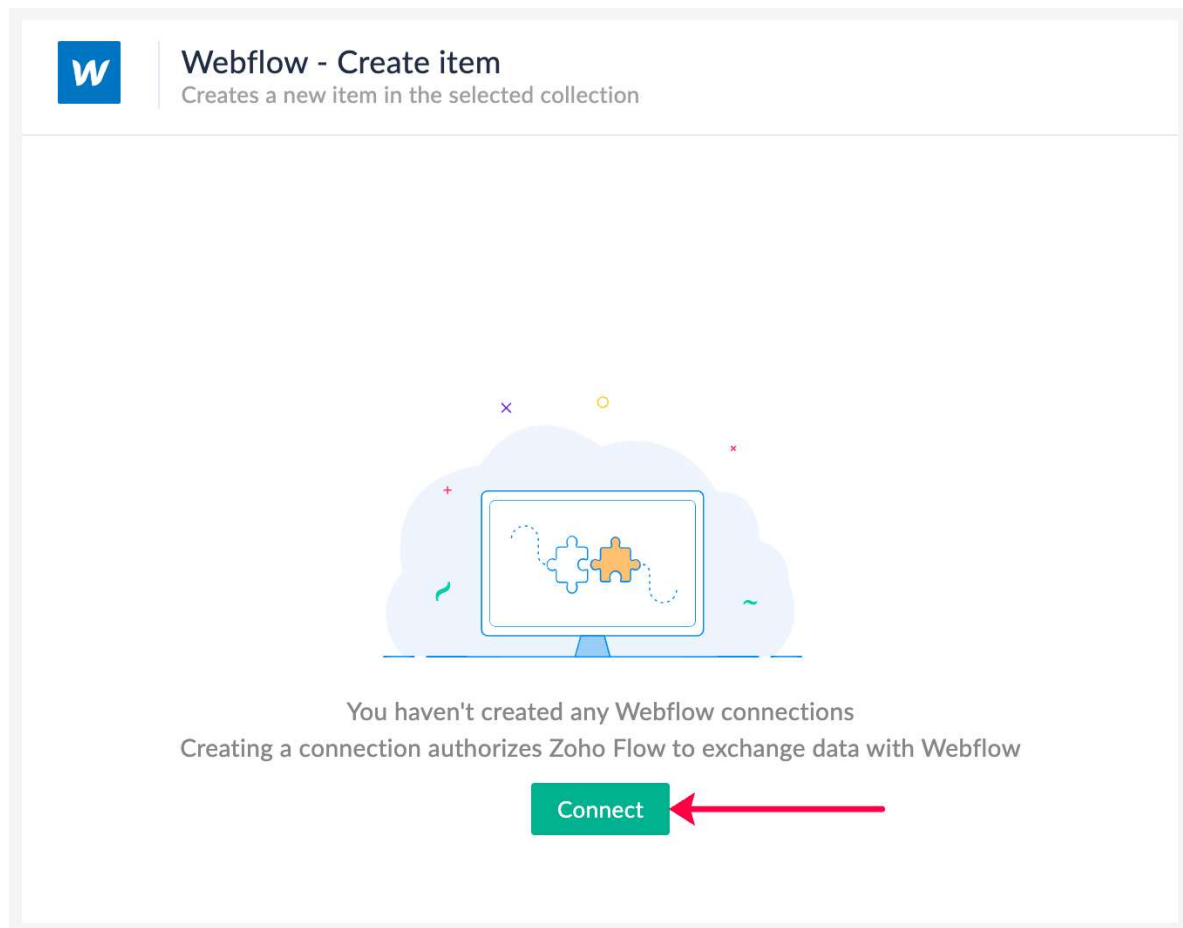 W
Webflow - Create item
Creates a new item in the selected collection
You haven't created any Webflow connections
Creating a connection authorizes Zoho Flow to exchange data with Webflow
Connect